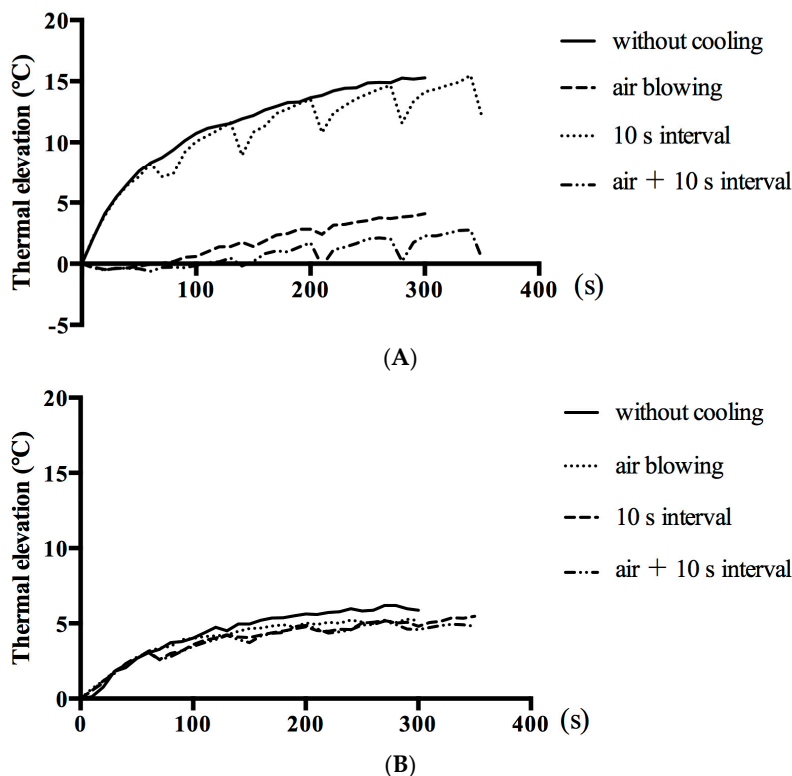 20
15
10
5
0
-5
Thermal elevation (℃)
100
200
300
400
(s)
without cooling
air blowing
10 s interval
air + 10 s interval
(A)
20
15
10
5
0
Thermal elevation (℃)
0
100
200
300
400
(s)
without cooling
air blowing
10 s interval
air + 10 s interval
(B)